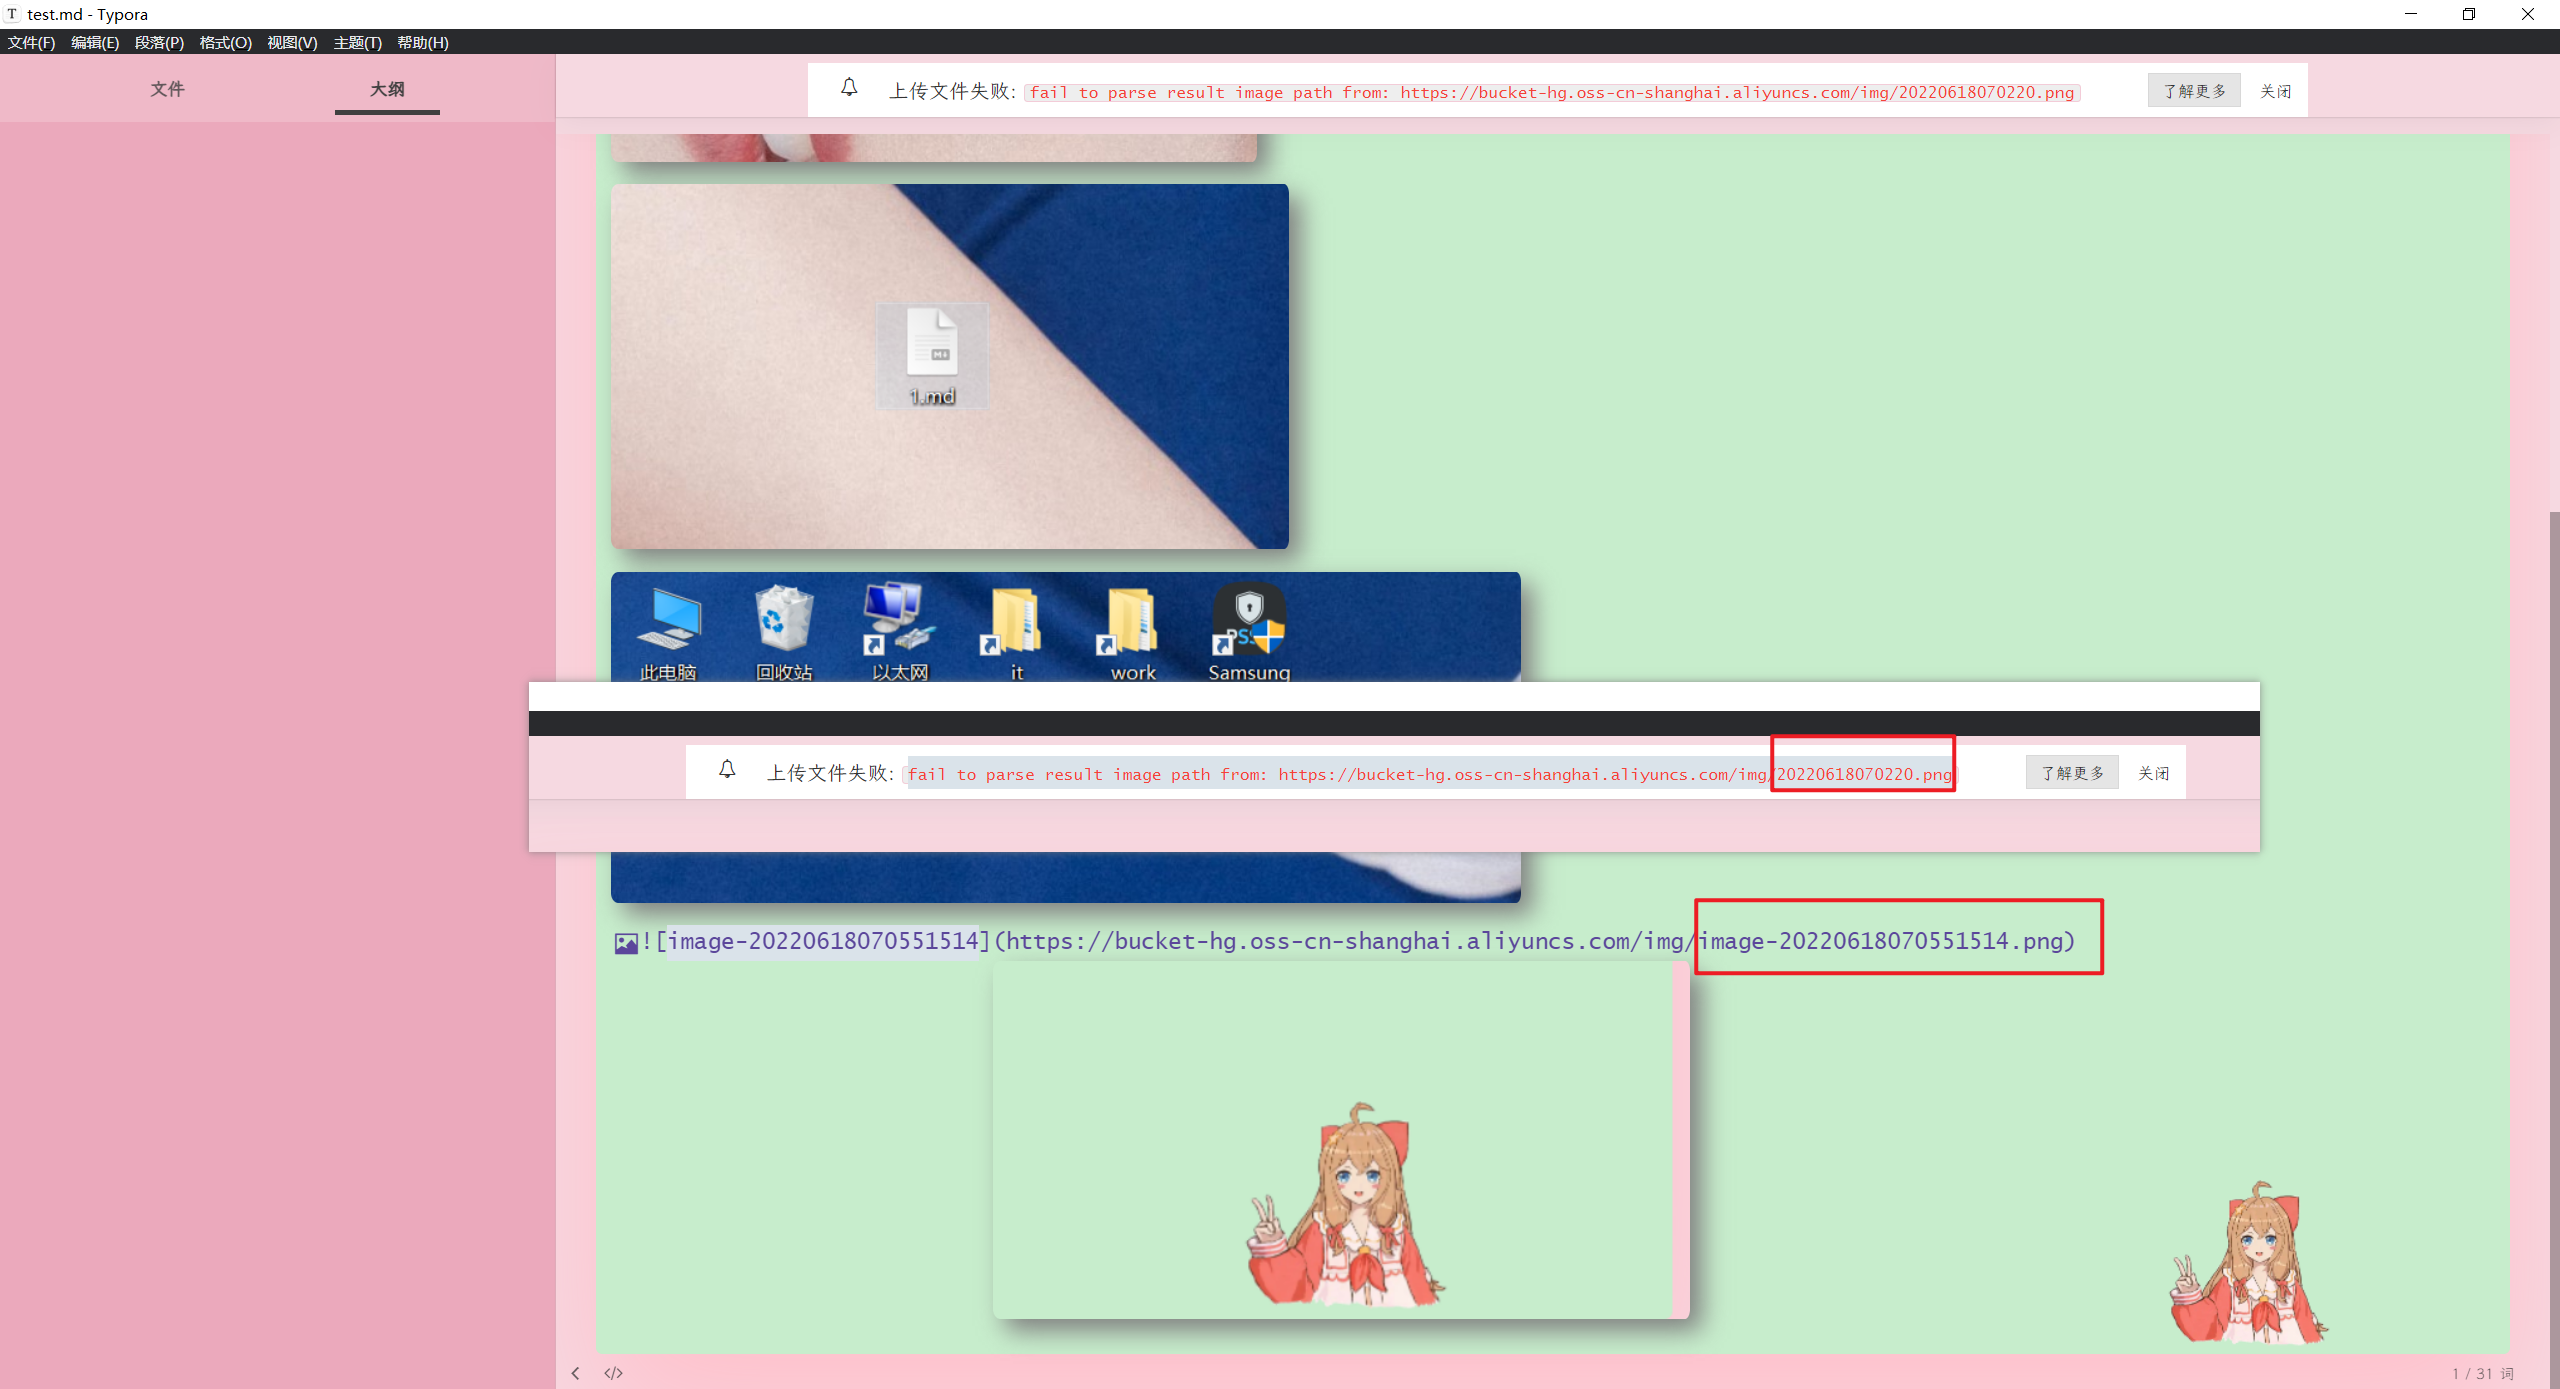 test.md - Typora
文件(F) 编辑(E) 段落(P) 格式(O) 视图(V) 主题(T) 帮助(H)
文件 大纲
上传文件失败: fail to parse result image path from: https://bucket-hg.oss-cn-shanghai.aliyuncs.com/img/20220618070220.png 了解更多 关闭
1.md
此电脑 回收站 以太网 it work Samsung
上传文件失败: fail to parse result image path from: https://bucket-hg.oss-cn-shanghai.aliyuncs.com/img/20220618070220.png 了解更多 关闭
![image-20220618070551514](https://bucket-hg.oss-cn-shanghai.aliyuncs.com/img/image-20220618070551514.png)
1 / 31 词